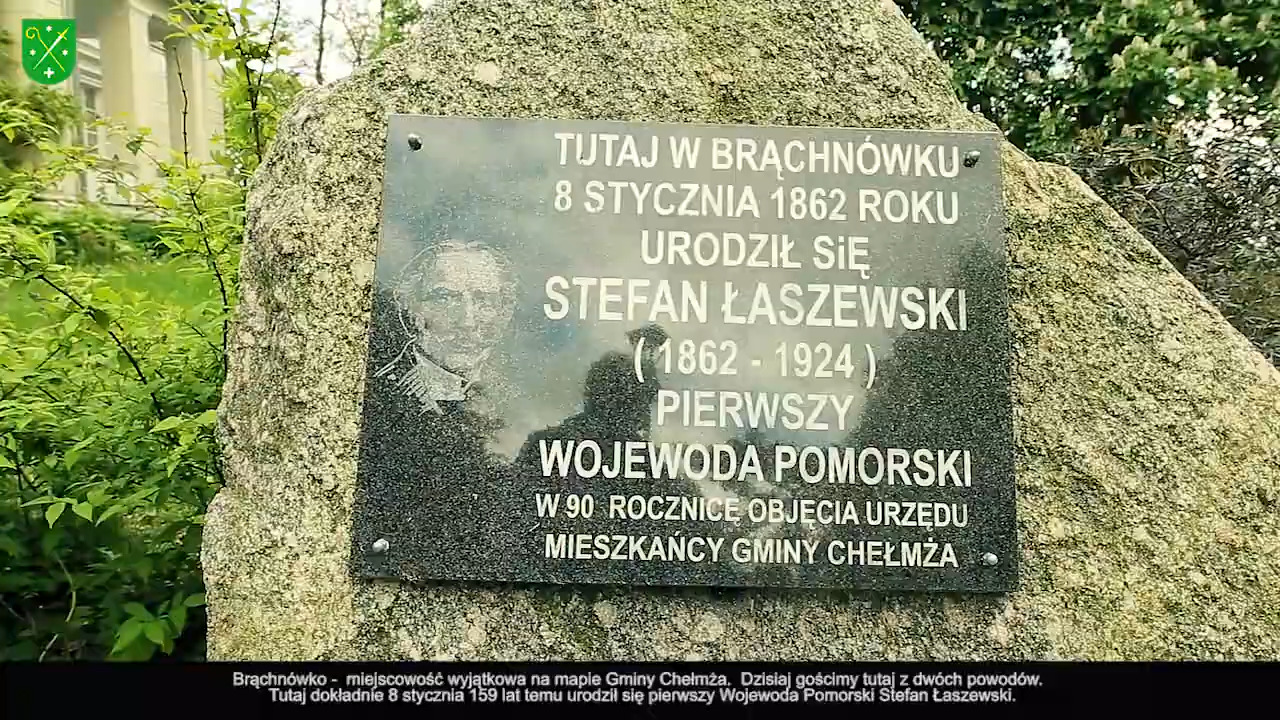 TUTAJ W BRĄCHNÓWKU
8 STYCZNIA 1862 ROKU
URODZIŁ SiĘ
STEFAN ŁASZEWSKI
( 1862 - 1924 )
PIERWSZY
WOJEWODA POMORSKI
W 90 ROCZNICĘ OBJĘCIA URZĘDU
MIESZKAŃCY GMINY CHEŁMŻA
Brąchnówko - miejscowość wyjątkowa na mapie Gminy Chełmża. Dzisiaj gościmy tutaj z dwóch powodów.
Tutaj dokładnie 8 stycznia 159 lat temu urodził się pierwszy Wojewoda Pomorski Stefan Łaszewski.